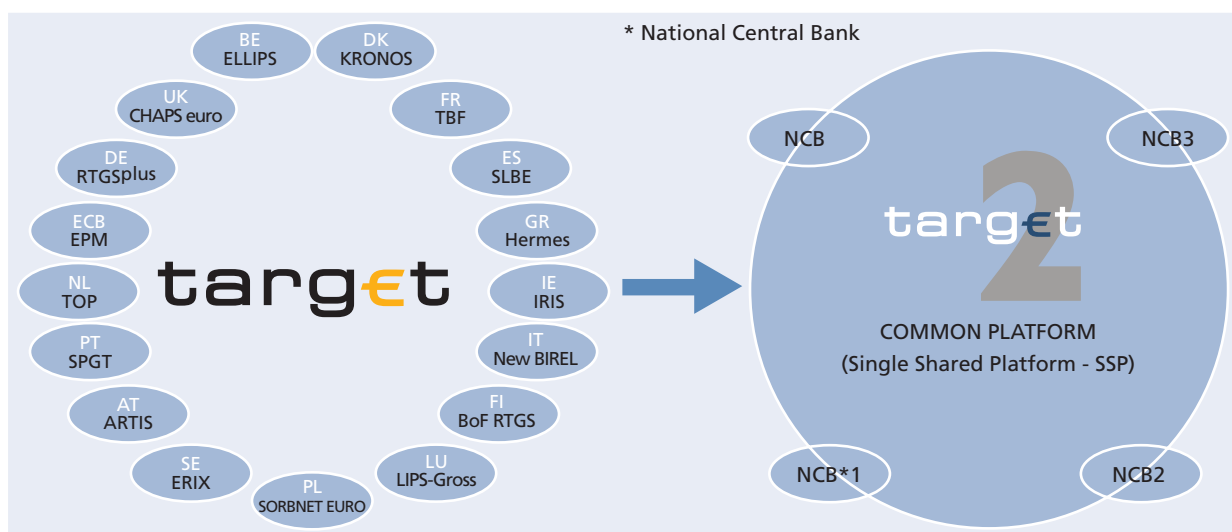 * National Central Bank
BE
ELLIPS
DK
KRONOS
UK
CHAPS euro
FR
TBF
DE
RTGSplus
ES
SLBE
ECB
EPM
GR
Hermes
NL
TOP
IE
IRIS
PT
SPGT
IT
New BIREL
AT
ARTIS
FI
BoF RTGS
SE
ERIX
LU
LIPS-Gross
PL
SORBNET EURO
targ€t
NCB
NCB3
2
targ€t
COMMON PLATFORM
(Single Shared Platform - SSP)
NCB*1
NCB2